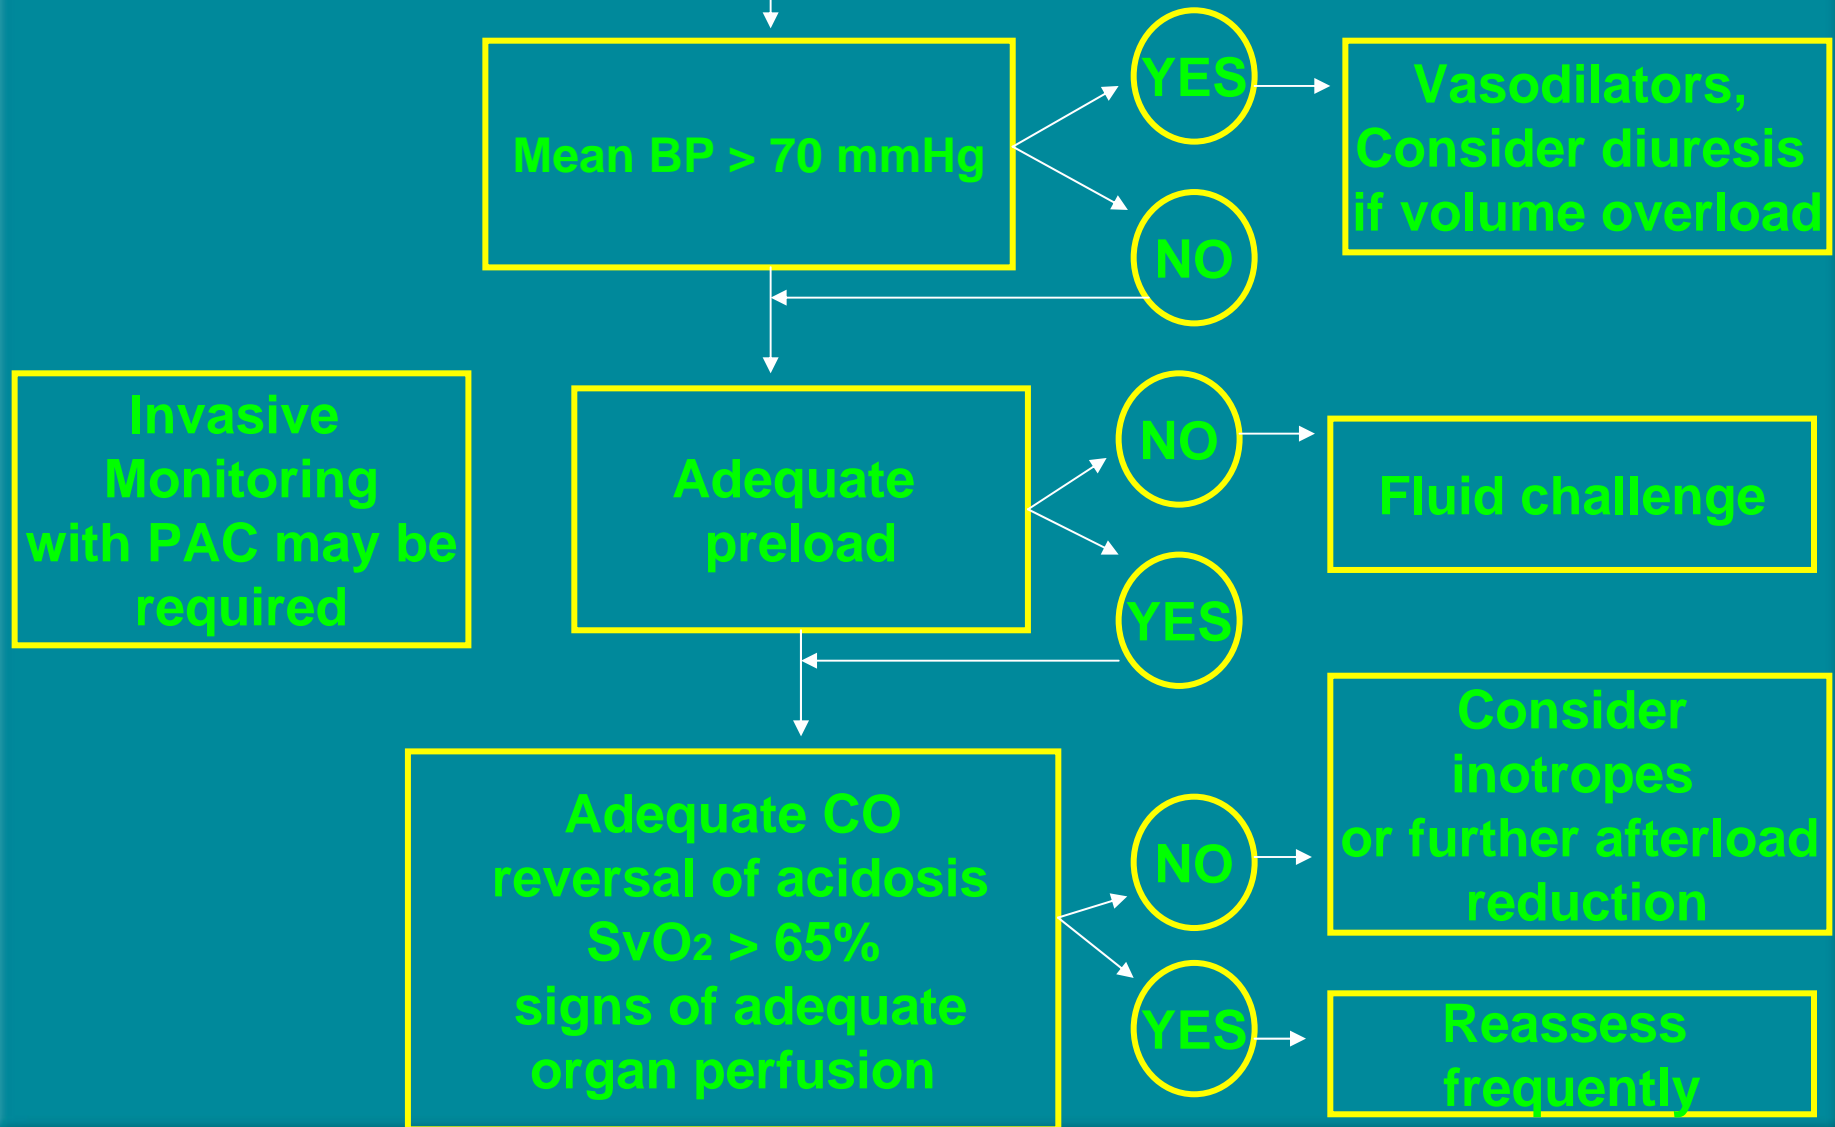 Mean BP > 70 mmHg
YES
Vasodilators,
Consider diuresis
if volume overload
NO
Invasive
Monitoring
with PAC may be
required
Adequate
preload
NO
Fluid challenge
YES
Adequate CO
reversal of acidosis
SvO₂ > 65%
signs of adequate
organ perfusion
NO
Consider
inotropes
or further afterload
reduction
YES
Reassess
frequently